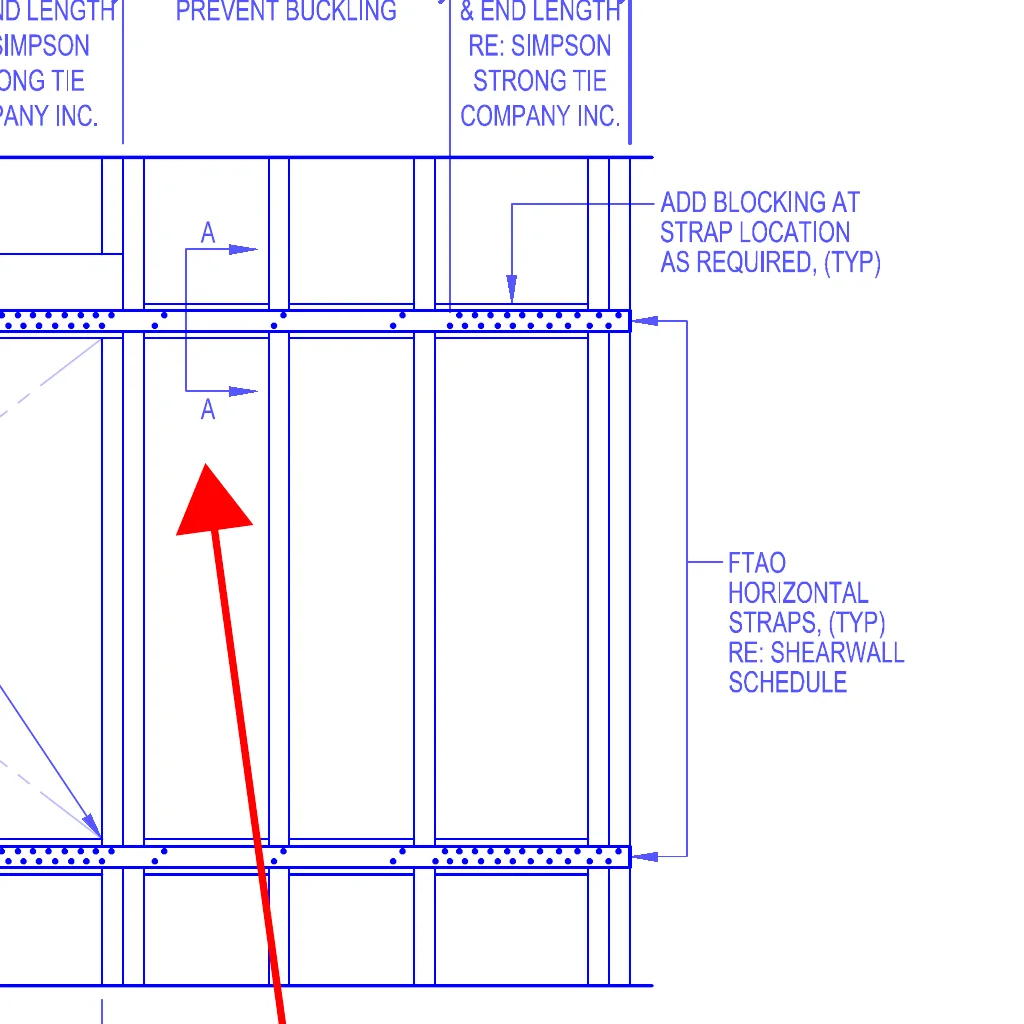 ND LENGTH
SIMPSON
ONG TIE
PANY INC.
PREVENT BUCKLING
& END LENGTH
RE: SIMPSON
STRONG TIE
COMPANY INC.
A
A
ADD BLOCKING AT
STRAP LOCATION
AS REQUIRED, (TYP)
FTAO
HORIZONTAL
STRAPS, (TYP)
RE: SHEARWALL
SCHEDULE